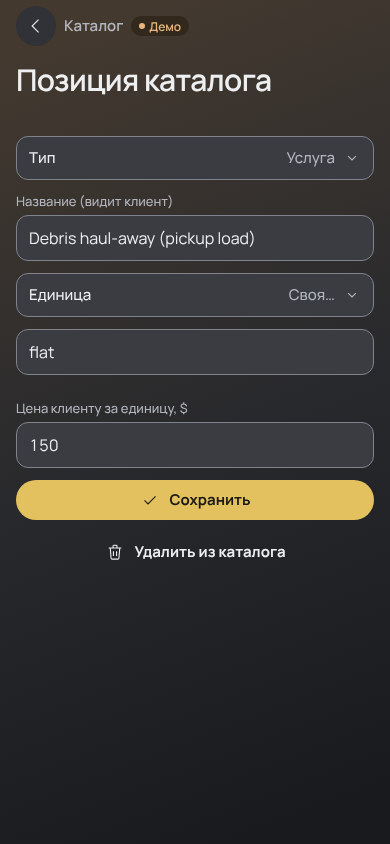 Каталог Демо
Позиция каталога
Тип Услуга
Название (видит клиент)
Debris haul-away (pickup load)
Единица Своя...
flat
Цена клиенту за единицу, $
150
Сохранить
Удалить из каталога